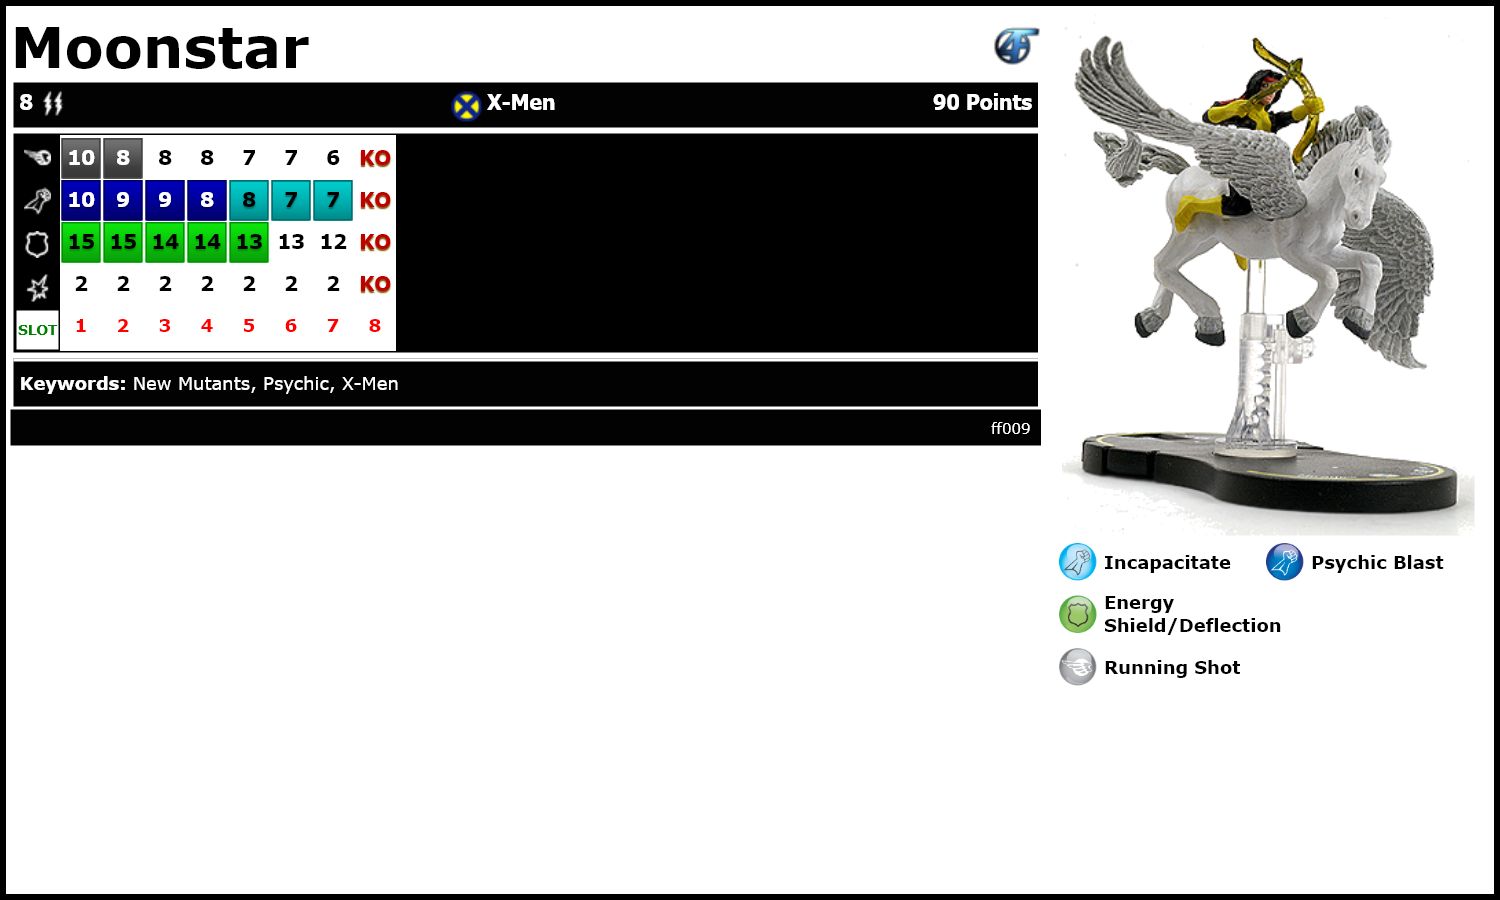 Moonstar
8 X-Men 90 Points
10 8 8 8 7 7 6 KO
10 9 9 8 8 7 7 KO
15 15 14 14 13 13 12 KO
2 2 2 2 2 2 2 KO
SLOT 1 2 3 4 5 6 7 8
Keywords: New Mutants, Psychic, X-Men
ff009
Incapacitate Psychic Blast
Energy
Shield/Deflection
Running Shot